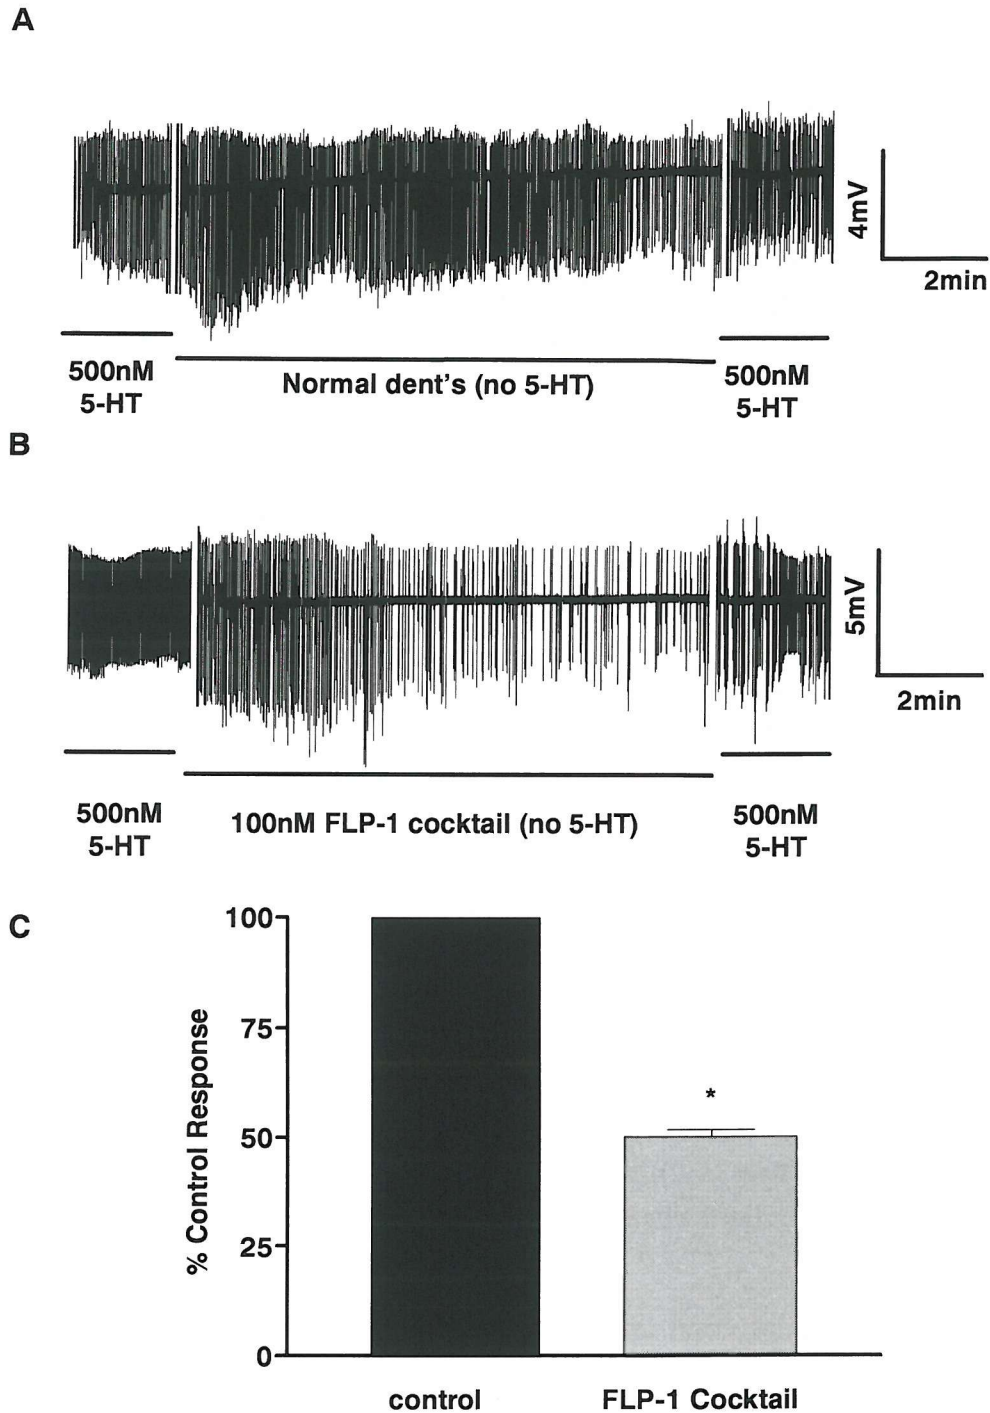 A
4mV
2min
500nM
5-HT
Normal dent's (no 5-HT)
500nM
5-HT
B
5mV
2min
500nM
5-HT
100nM FLP-1 cocktail (no 5-HT)
500nM
5-HT
C
% Control Response
100
75
50
25
0
*
control
FLP-1 Cocktail